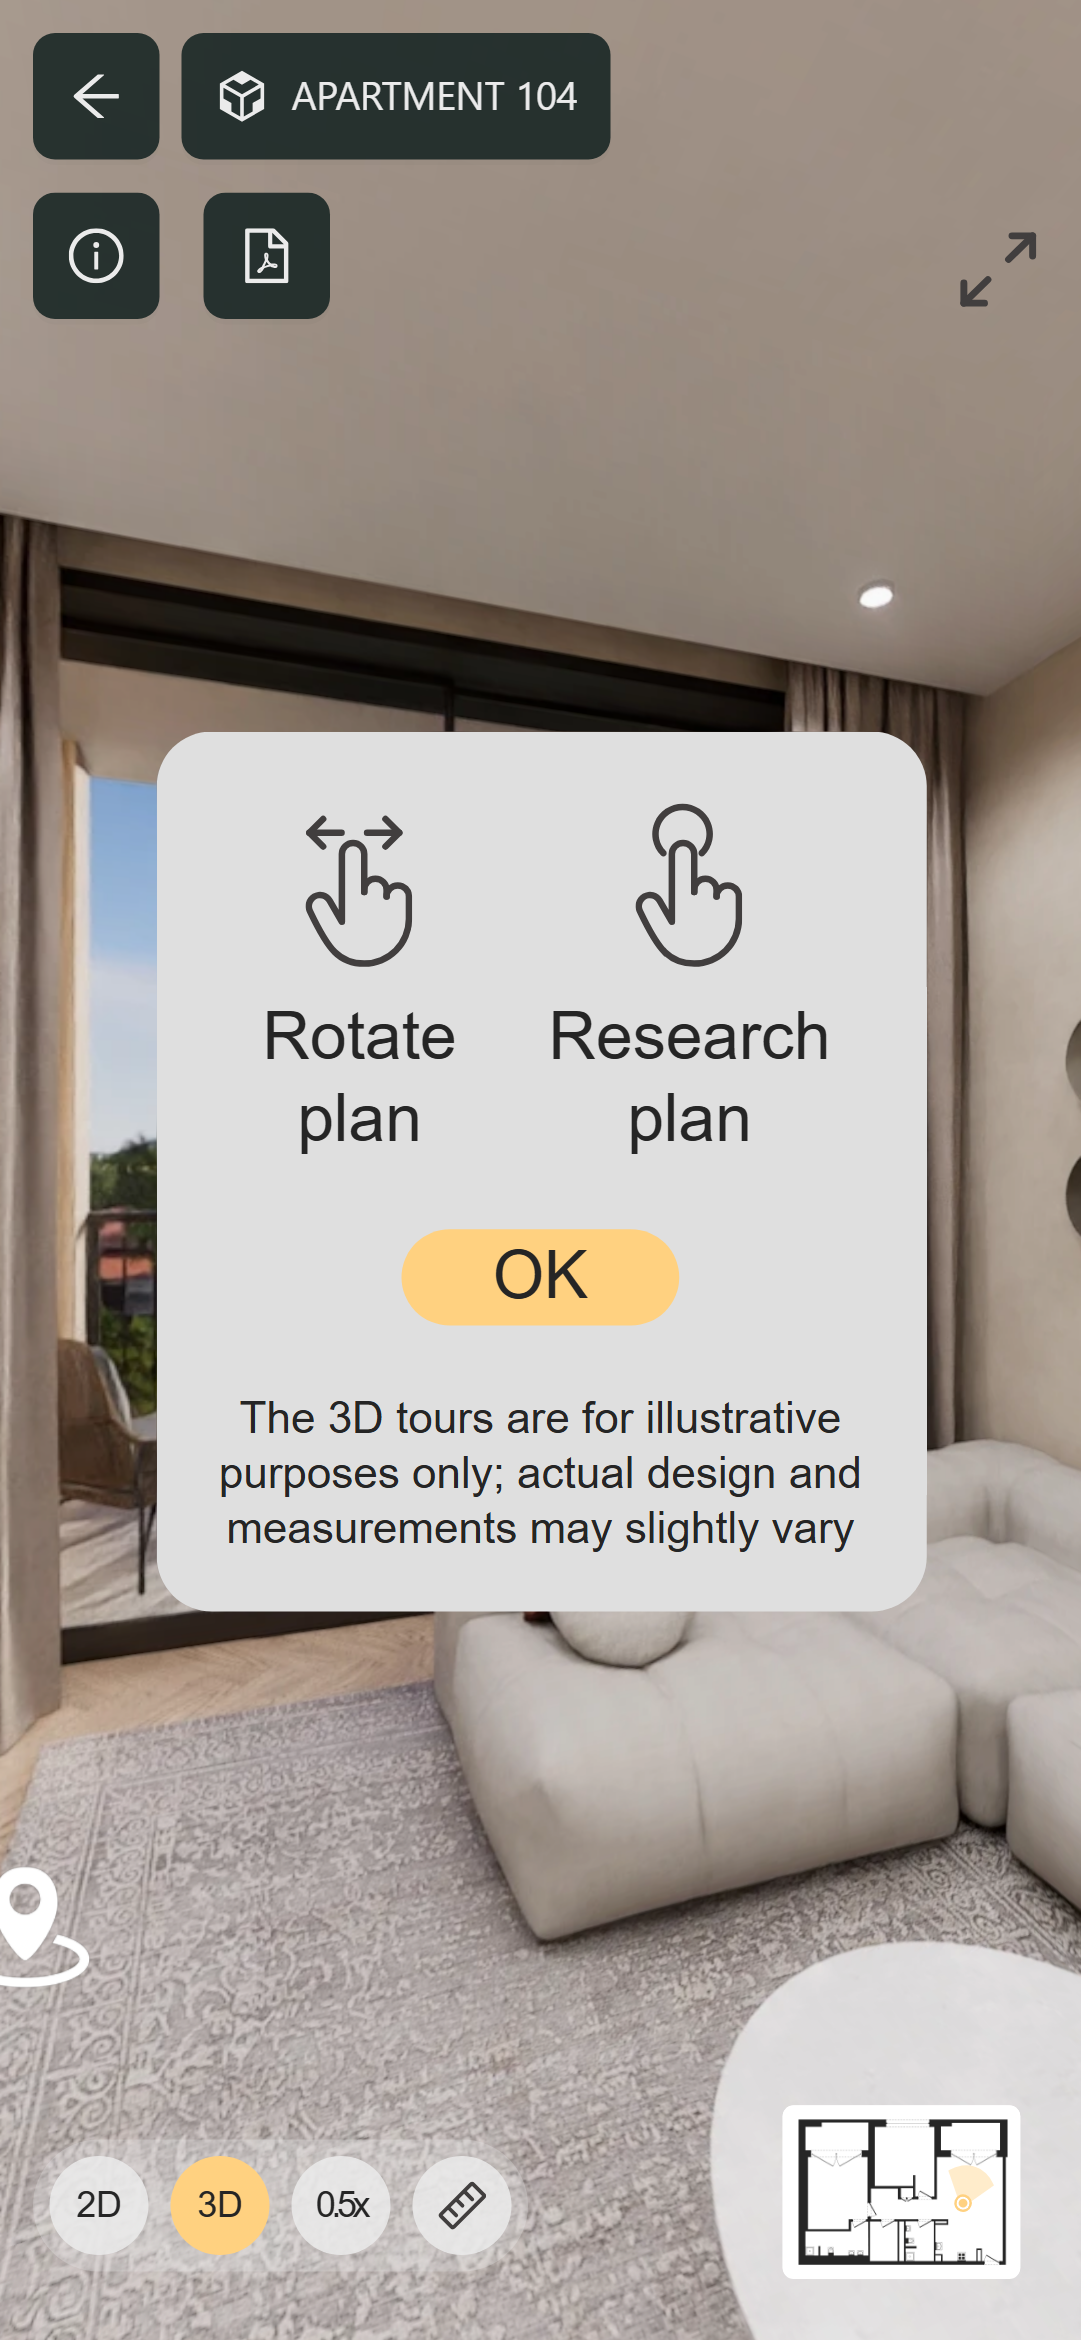 APARTMENT 104
Rotate
plan
Research
plan
OK
The 3D tours are for illustrative
purposes only; actual design and
measurements may slightly vary
2D
3D
0.5x